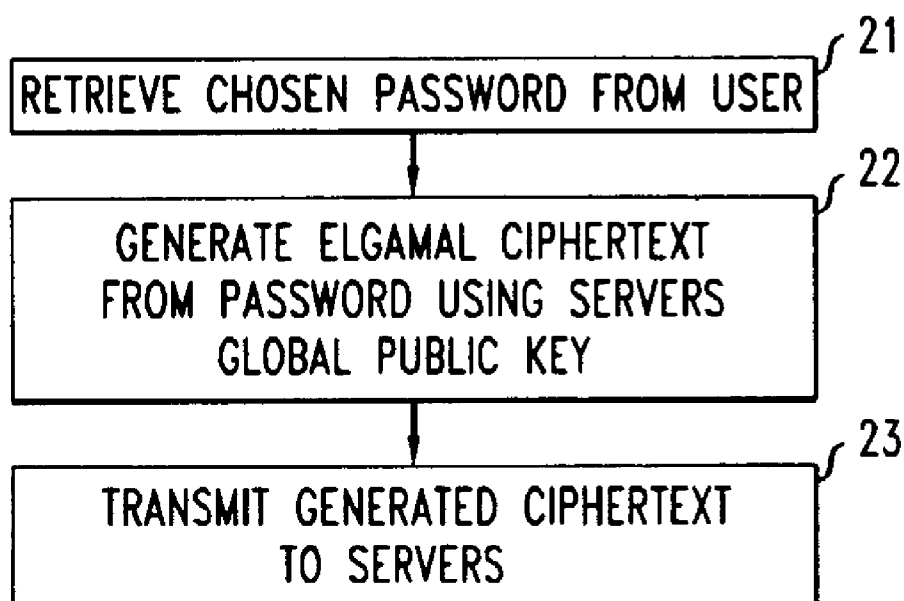 21
RETRIEVE CHOSEN PASSWORD FROM USER
22
GENERATE ELGAMAL CIPHERTEXT
FROM PASSWORD USING SERVERS
GLOBAL PUBLIC KEY
23
TRANSMIT GENERATED CIPHERTEXT
TO SERVERS